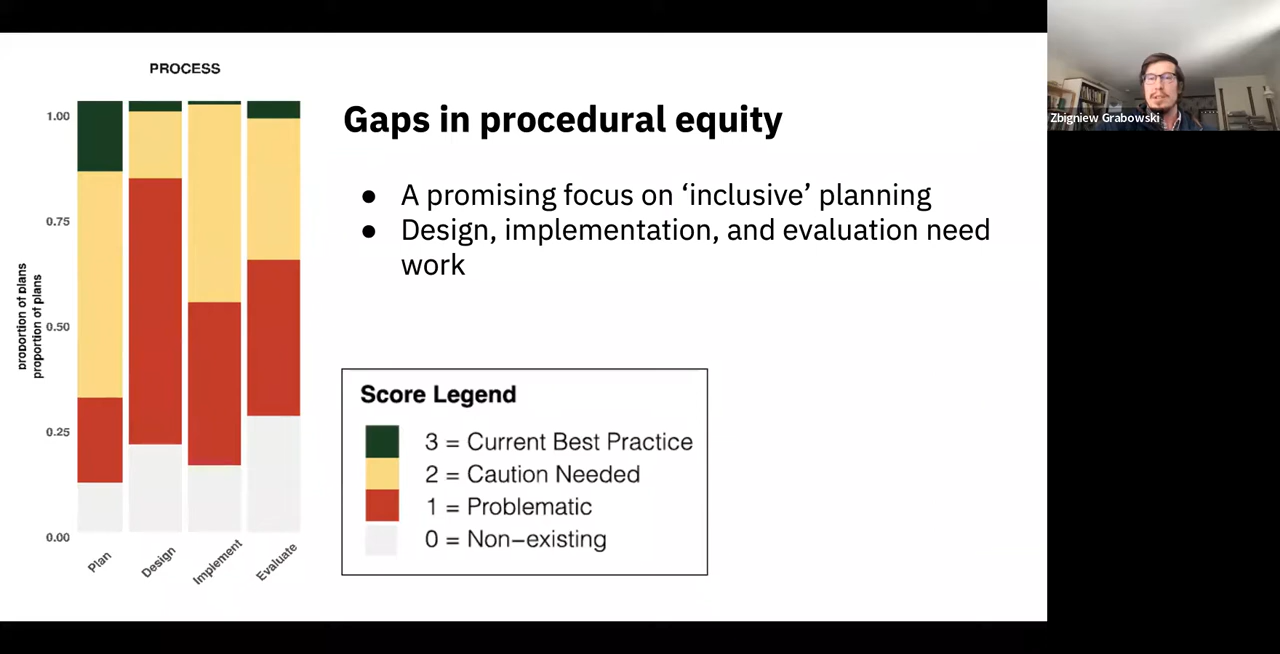 PROCESS
1.00
0.75
0.50
0.25
0.00
proportion of plans
proportion of plans
Plan
Design
Implement
Evaluate
Gaps in procedural equity
● A promising focus on ‘inclusive’ planning
● Design, implementation, and evaluation need
work
Score Legend
3 = Current Best Practice
2 = Caution Needed
1 = Problematic
0 = Non−existing
Zbigniew Grabowski